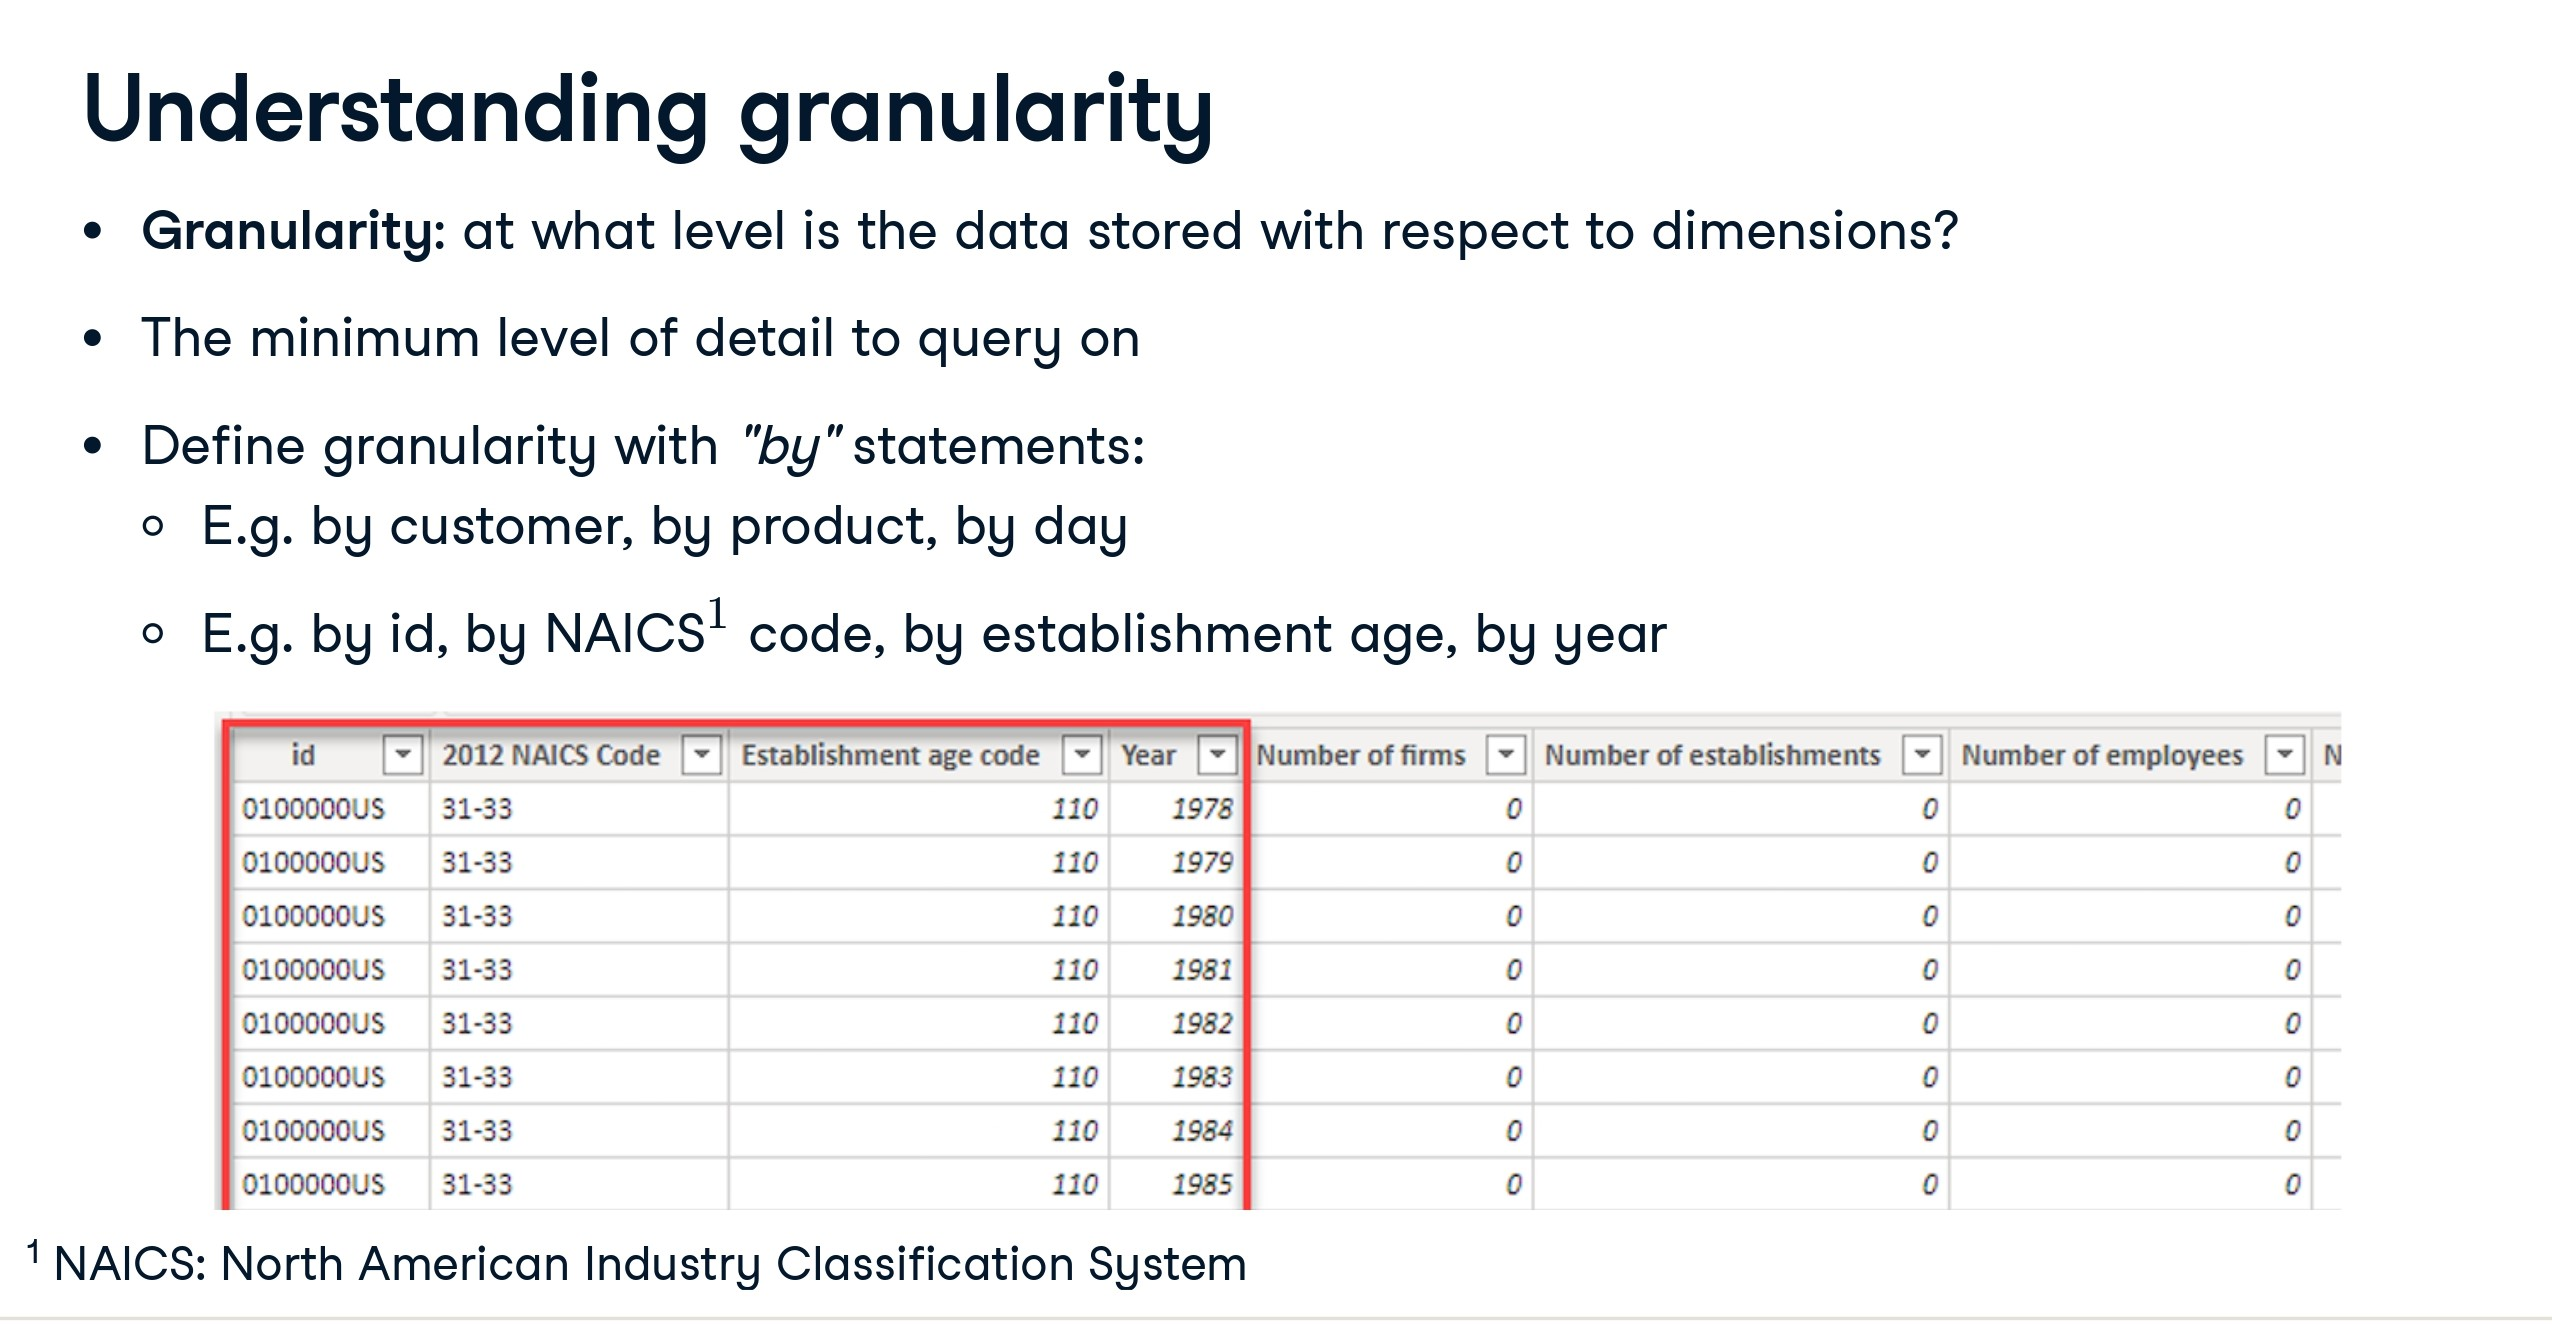 Understanding granularity
• Granularity: at what level is the data stored with respect to dimensions?
• The minimum level of detail to query on
• Define granularity with "by" statements:
E.g. by customer, by product, by day
E.g. by id, by NAICS¹ code, by establishment age, by year
id 2012 NAICS Code Establishment age code Year Number of firms Number of establishments Number of employees N
0100000US 31-33 110 1978 0 0 0
0100000US 31-33 110 1979 0 0 0
0100000US 31-33 110 1980 0 0 0
0100000US 31-33 110 1981 0 0 0
0100000US 31-33 110 1982 0 0 0
0100000US 31-33 110 1983 0 0 0
0100000US 31-33 110 1984 0 0 0
0100000US 31-33 110 1985 0 0 0
¹ NAICS: North American Industry Classification System